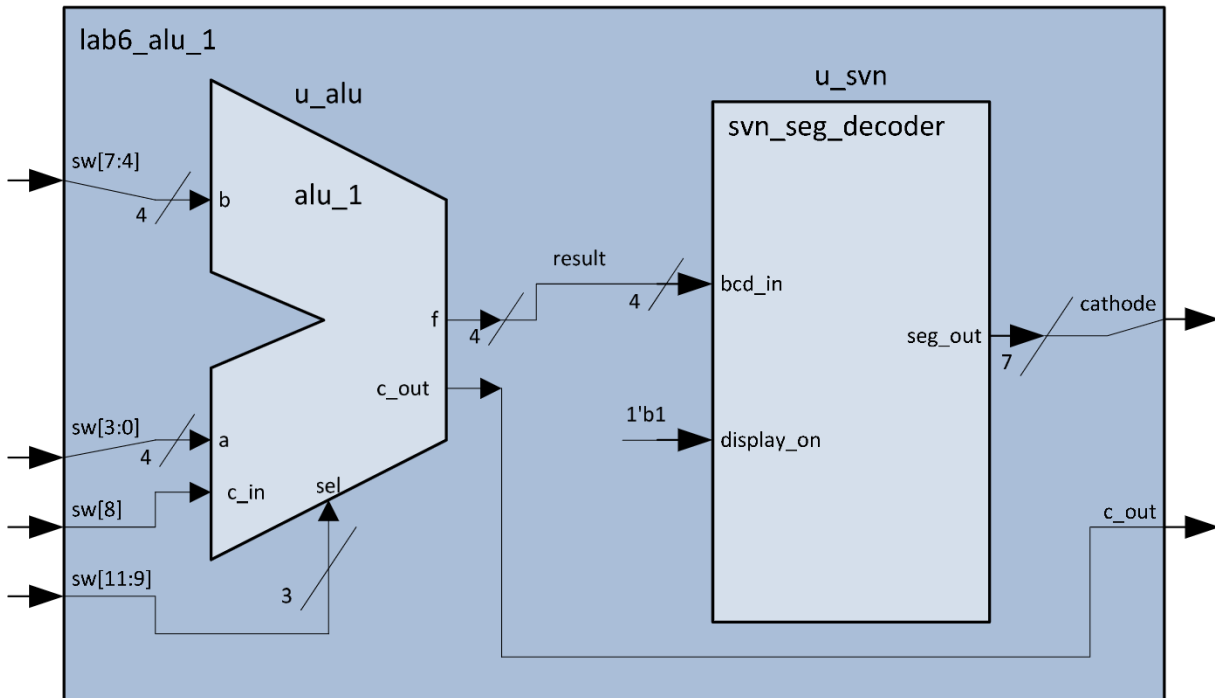 lab6_alu_1
u_alu
u_svn
svn_seg_decoder
sw[7:4]
4
b
alu_1
result
4
bcd_in
f
4
cathode
seg_out
7
c_out
1'b1
display_on
sw[3:0]
4
a
c_in
sel
sw[8]
c_out
sw[11:9]
3